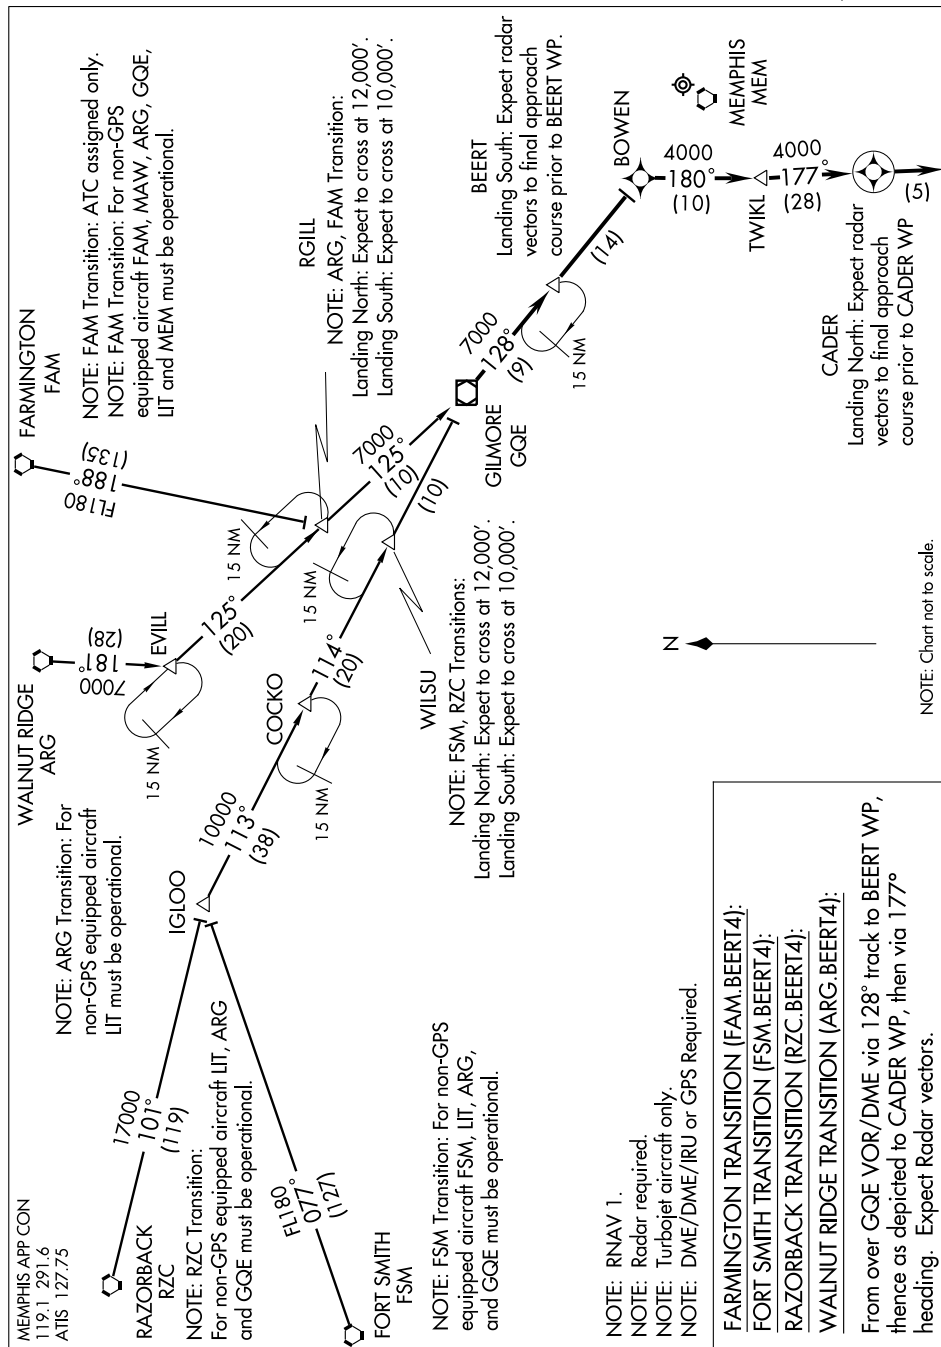 MEMPHIS APP CON
119.1 291.6
ATIS 127.75
RAZORBACK
RZC
NOTE: RZC Transition:
For non-GPS equipped aircraft LIT, ARG
and GQE must be operational.
17000
101°
(119)
FORT SMITH
FSM
NOTE: FSM Transition: For non-GPS
equipped aircraft FSM, LIT, ARG,
and GQE must be operational.
FL180
077°
(127)
IGLOO
10000
113°
(38)
COCKO
15 NM
114°
(20)
WILSU
15 NM
NOTE: FSM, RZC Transitions:
Landing North: Expect to cross at 12,000'.
Landing South: Expect to cross at 10,000'.
(10)
WALNUT RIDGE
ARG
NOTE: ARG Transition: For
non-GPS equipped aircraft
LIT must be operational.
7000
181°
(28)
EVILL
15 NM
125°
(20)
FARMINGTON
FAM
NOTE: FAM Transition: ATC assigned only.
NOTE: FAM Transition: For non-GPS
equipped aircraft FAM, MAW, ARG, GQE,
LIT and MEM must be operational.
FL180
188°
(135)
15 NM
RGILL
NOTE: ARG, FAM Transition:
Landing North: Expect to cross at 12,000'.
Landing South: Expect to cross at 10,000'.
7000
125°
(10)
GILMORE
GQE
7000
128°
(9)
15 NM
BEERT
Landing South: Expect radar
vectors to final approach
course prior to BEERT WP.
(14)
BOWEN
MEMPHIS
MEM
4000
180°
(10)
TWIKL
4000
177°
(28)
CADER
Landing North: Expect radar
vectors to final approach
course prior to CADER WP
(5)
N
NOTE: Chart not to scale.
NOTE: RNAV 1.
NOTE: Radar required.
NOTE: Turbojet aircraft only.
NOTE: DME/DME/IRU or GPS Required.
FARMINGTON TRANSITION (FAM.BEERT4):
FORT SMITH TRANSITION (FSM.BEERT4):
RAZORBACK TRANSITION (RZC.BEERT4):
WALNUT RIDGE TRANSITION (ARG.BEERT4):
From over GQE VOR/DME via 128° track to BEERT WP,
thence as depicted to CADER WP, then via 177°
heading. Expect Radar vectors.